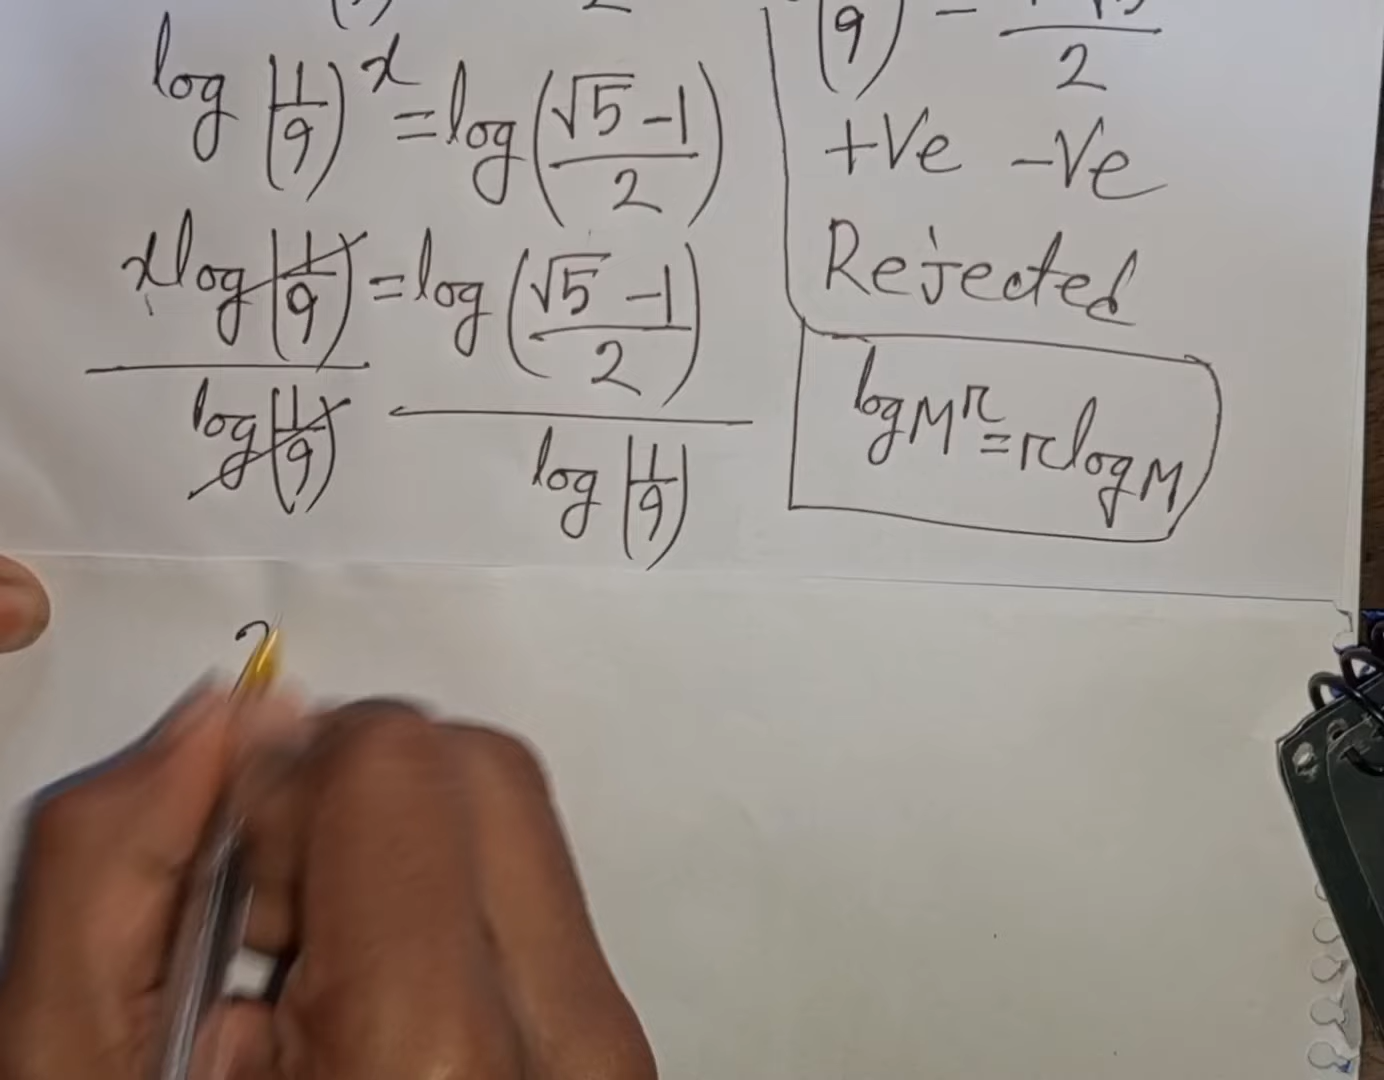 log (1/9)^x = log ((√5 - 1)/2)
x log (1/9) / log (1/9) = log ((√5 - 1)/2) / log (1/9)
9) - /2
+Ve -Ve
Rejected
log M^r = r log M